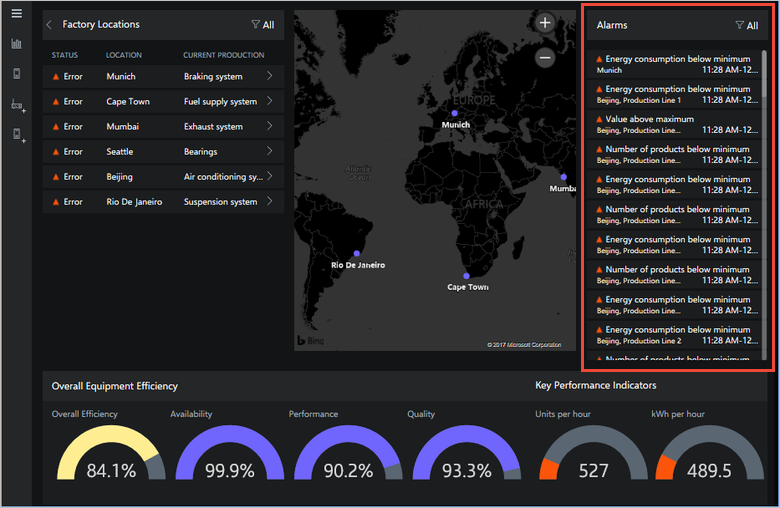 Factory Locations
All
STATUS LOCATION CURRENT PRODUCTION
Error Munich Braking system
Error Cape Town Fuel supply system
Error Mumbai Exhaust system
Error Seattle Bearings
Error Beijing Air conditioning sy...
Error Rio De Janeiro Suspension system
EUROPE
Munich
Atlantic
Ocean
AFRICA
Mumba
Rio De Janeiro
Cape Town
Bing
© 2017 Microsoft Corporation
Alarms
All
Energy consumption below minimum
Munich 11:28 AM-12...
Energy consumption below minimum
Beijing, Production Line 1 11:28 AM-12...
Value above maximum
Beijing, Production Line... 11:28 AM-12...
Number of products below minimum
Beijing, Production Line... 11:28 AM-12...
Energy consumption below minimum
Beijing, Production Line... 11:28 AM-12...
Number of products below minimum
Beijing, Production Line... 11:28 AM-12...
Energy consumption below minimum
Beijing, Production Line... 11:28 AM-12...
Number of products below minimum
Beijing, Production Line... 11:28 AM-12...
Energy consumption below minimum
Beijing, Production Line... 11:28 AM-12...
Energy consumption below minimum
Beijing, Production Line 2 11:28 AM-12...
Number of products below minimum
Overall Equipment Efficiency
Key Performance Indicators
Overall Efficiency Availability Performance Quality Units per hour kWh per hour
84.1% 99.9% 90.2% 93.3% 527 489.5